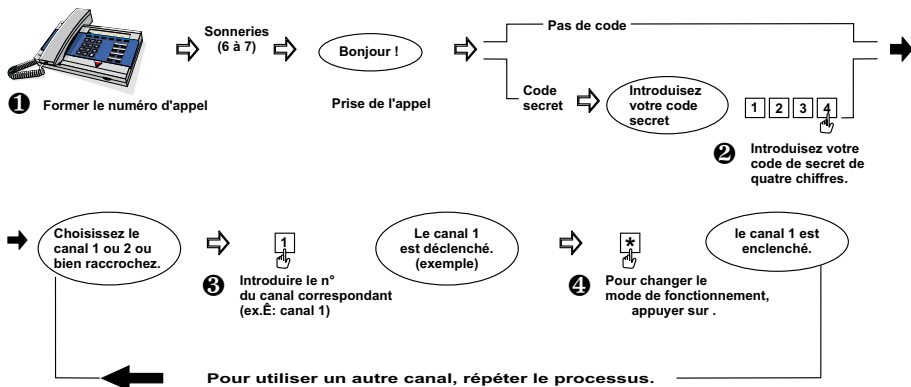 Sonneries
(6 à 7)
Bonjour !
Pas de code
❶ Former le numéro d'appel
Prise de l'appel
Code
secret
Introduisez
votre code
secret
1 2 3 4
❷ Introduisez votre
code de secret de
quatre chiffres.
Choisissez le
canal 1 ou 2 ou
bien raccrochez.
1
❸ Introduire le n°
du canal correspondant
(ex.Ê: canal 1)
Le canal 1
est déclenché.
(exemple)
*
❹ Pour changer le
mode de fonctionnement,
appuyer sur .
le canal 1 est
enclenché.
Pour utiliser un autre canal, répéter le processus.